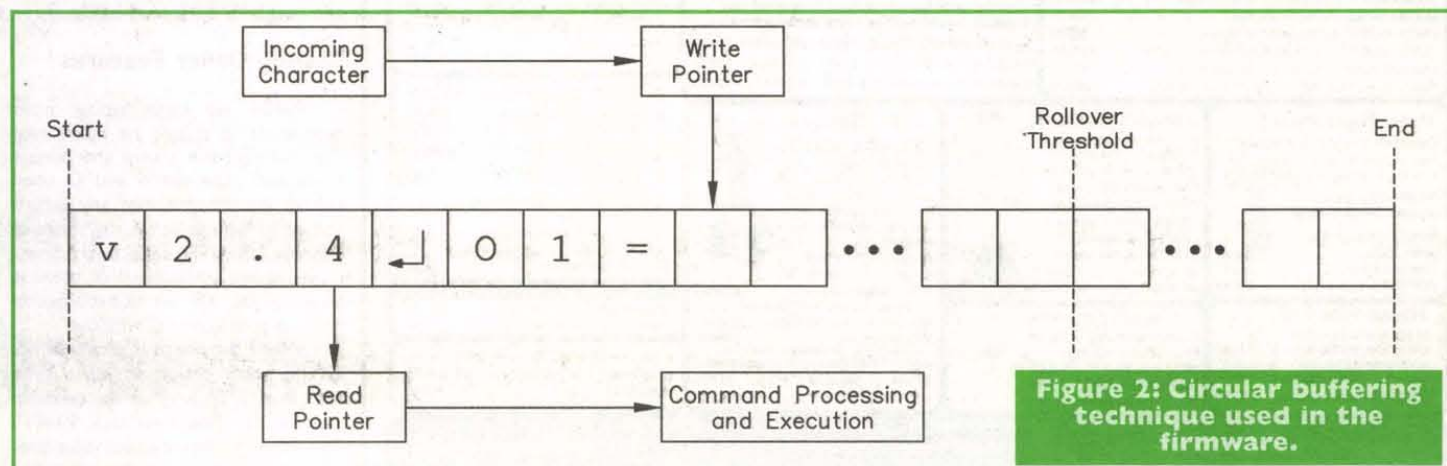 Incoming
Character
Write
Pointer
Start
Rollover
Threshold
End
v 2 . 4 ↵ 0 1 =
••• •••
Read
Pointer
Command Processing
and Execution
Figure 2: Circular buffering
technique used in the
firmware.